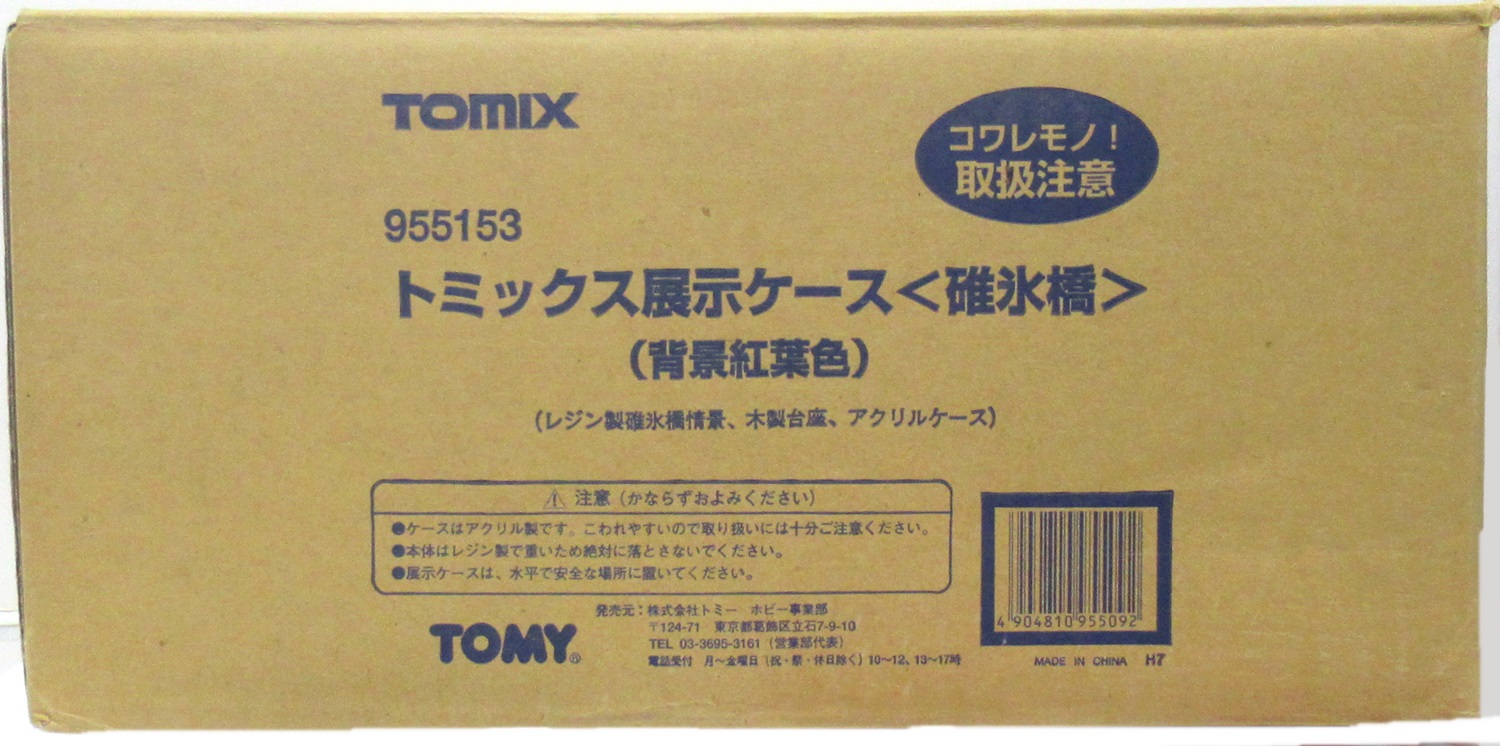 TOMIX
コワレモノ!
取扱注意
955153
トミックス展示ケース<碓氷橋>
(背景紅葉色)
(レジン製碓氷橋情景、木製台座、アクリルケース)
⚠ 注意(かならずおよみください)
●ケースはアクリル製です。こわれやすいので取り扱いには十分ご注意ください。
●本体はレジン製で重いため絶対に落とさないでください。
●展示ケースは、水平で安全な場所に置いてください。
TOMY®
発売元:株式会社トミー ホビー事業部
〒124-71 東京都葛飾区立石7-9-10
TEL 03-3695-3161(営業部代表)
電話受付 月~金曜日(祝・祭・休日除く)10~12、13~17時
4 904810 955092
MADE IN CHINA H7